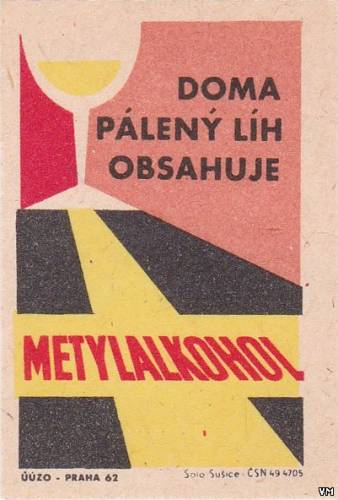 DOMA
PÁLENÝ LÍH
OBSAHUJE
METYLALKOHOL
ÚÚZO - PRAHA 62
Solo Sušice - ČSN 49 4705
VM